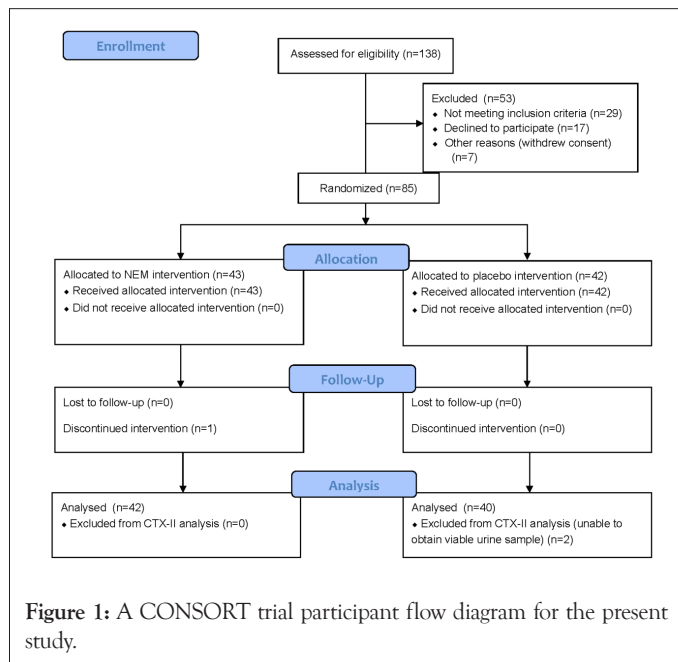 Enrollment
Assessed for eligibility (n=138)
Excluded (n=53)
◆ Not meeting inclusion criteria (n=29)
◆ Declined to participate (n=17)
◆ Other reasons (withdrew consent)
(n=7)
Randomized (n=85)
Allocation
Allocated to NEM intervention (n=43)
◆ Received allocated intervention (n=43)
◆ Did not receive allocated intervention (n=0)
Allocated to placebo intervention (n=42)
◆ Received allocated intervention (n=42)
◆ Did not receive allocated intervention (n=0)
Follow-Up
Lost to follow-up (n=0)
Discontinued intervention (n=1)
Lost to follow-up (n=0)
Discontinued intervention (n=0)
Analysis
Analysed (n=42)
◆ Excluded from CTX-II analysis (n=0)
Analysed (n=40)
◆ Excluded from CTX-II analysis (unable to
obtain viable urine sample) (n=2)
Figure 1: A CONSORT trial participant flow diagram for the present
study.